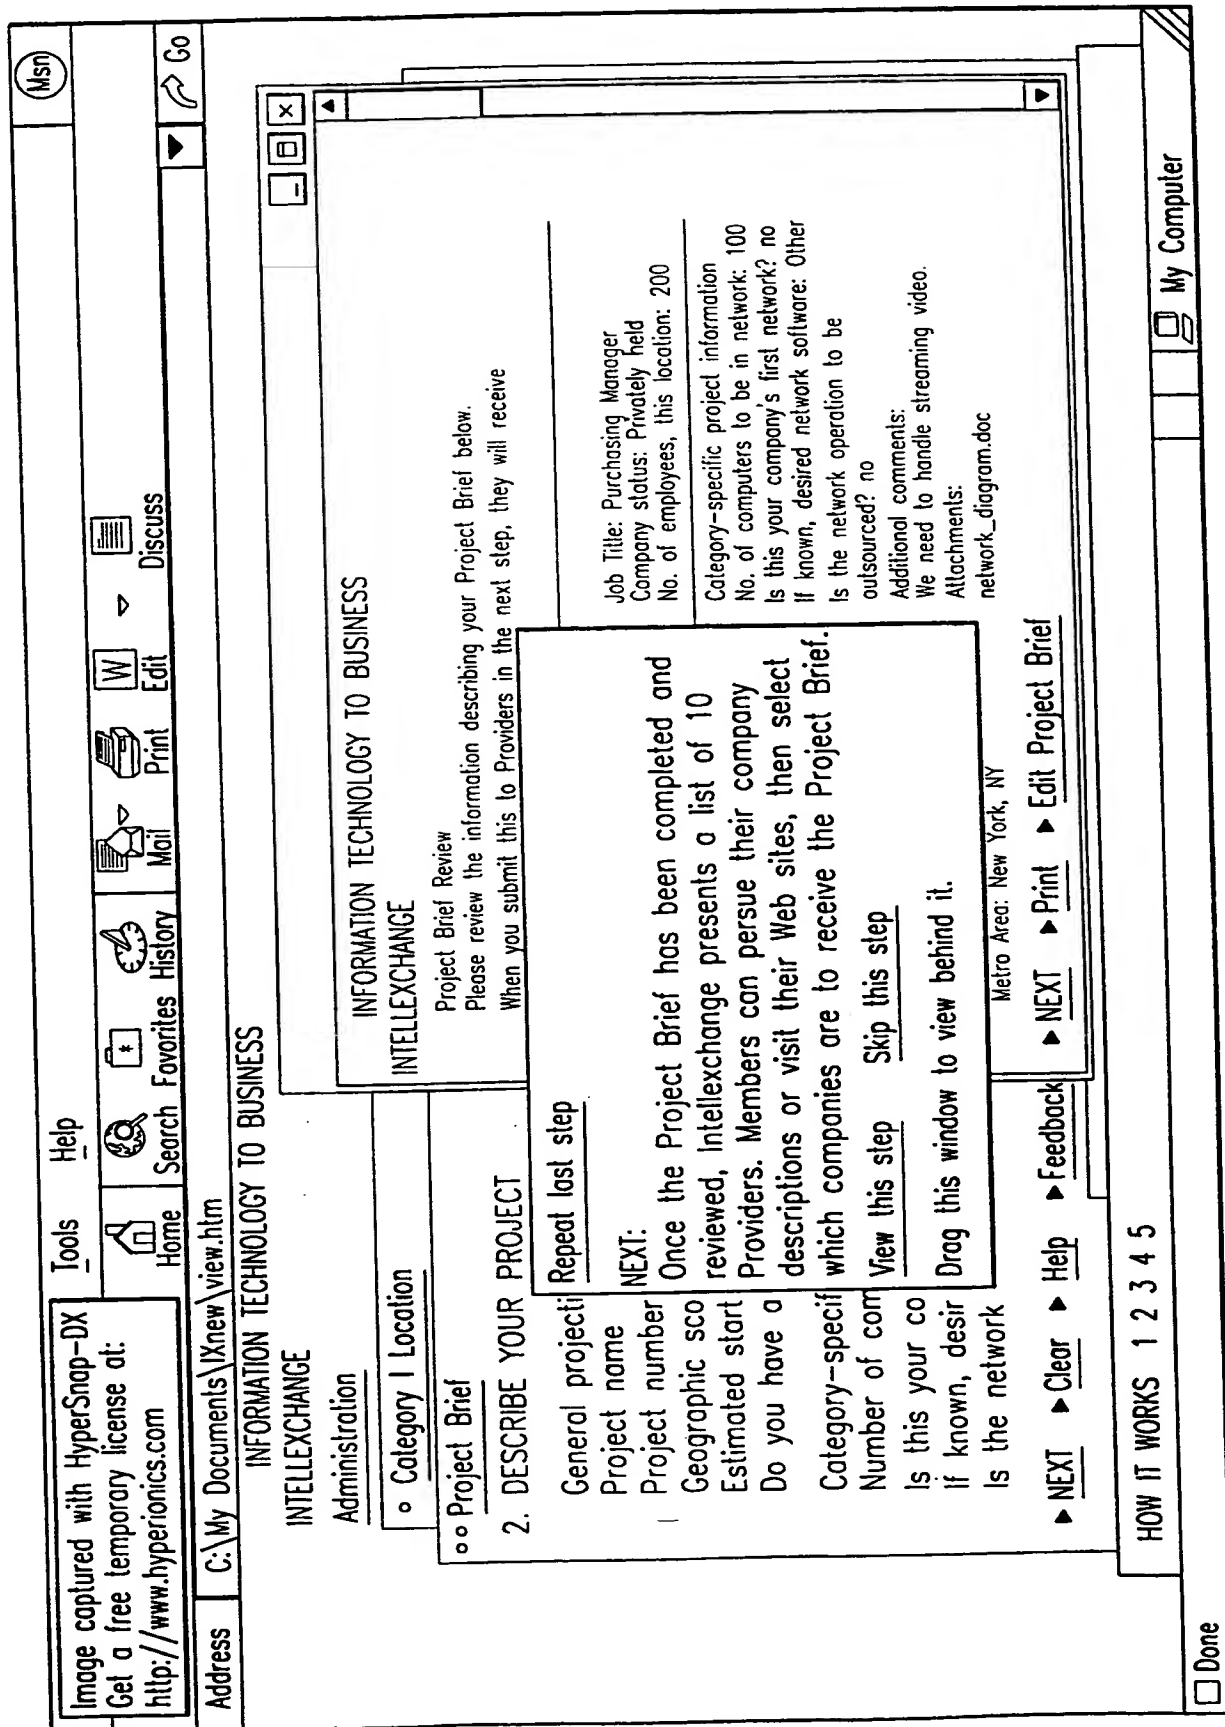 Image captured with HyperSnap-DX
Get a free temporary license at:
http://www.hyperionics.com
Tools Help
Msn
Home Search Favorites History Mail Print Edit Discuss
W
Address C:\My Documents\IXnew\view.htm Go
INFORMATION TECHNOLOGY TO BUSINESS
INTELLEXCHANGE
Administration
Category | Location
Project Brief
2. DESCRIBE YOUR PROJECT
General projecti
Project name
Project number
Geographic sco
Estimated start
Do you have a
Category-specif
Number of com
Is this your co
If known, desir
Is the network
NEXT Clear Help Feedback
INFORMATION TECHNOLOGY TO BUSINESS
INTELLEXCHANGE
Project Brief Review
Please review the information describing your Project Brief below.
When you submit this to Providers in the next step, they will receive
Job Title: Purchasing Manager
Company status: Privately held
No. of employees, this location: 200
Category-specific project information
No. of computers to be in network: 100
Is this your company's first network? no
If known, desired network software: Other
Is the network operation to be
outsourced? no
Additional comments:
We need to handle streaming video.
Attachments:
network_diagram.doc
Metro Area: New York, NY
NEXT Print Edit Project Brief
Repeat last step
NEXT:
Once the Project Brief has been completed and
reviewed, Intellexchange presents a list of 10
Providers. Members can persue their company
descriptions or visit their Web sites, then select
which companies are to receive the Project Brief.
View this step Skip this step
Drag this window to view behind it.
HOW IT WORKS 1 2 3 4 5
Done My Computer